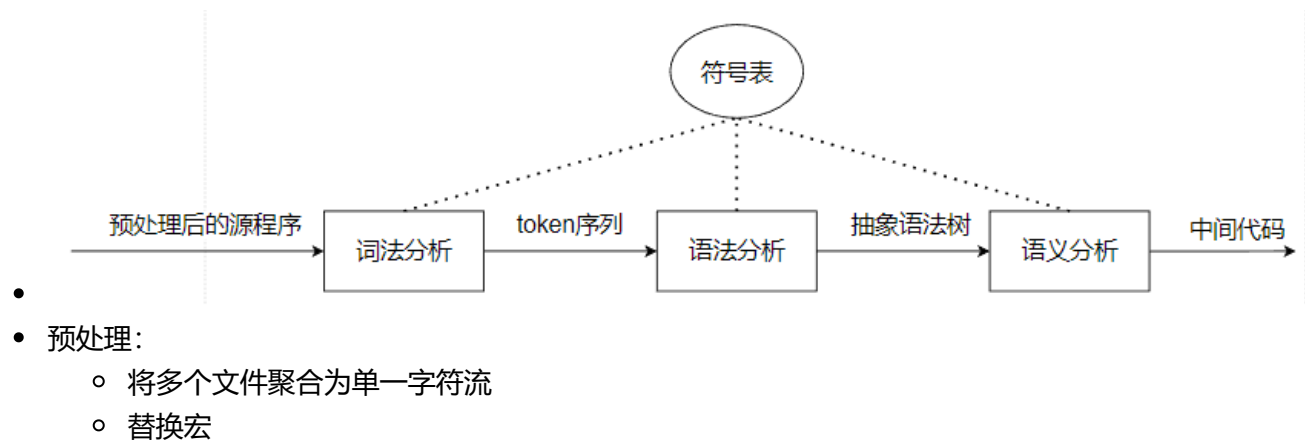 符号表
预处理后的源程序
token序列
抽象语法树
中间代码
词法分析
语法分析
语义分析
预处理：
将多个文件聚合为单一字符流
替换宏